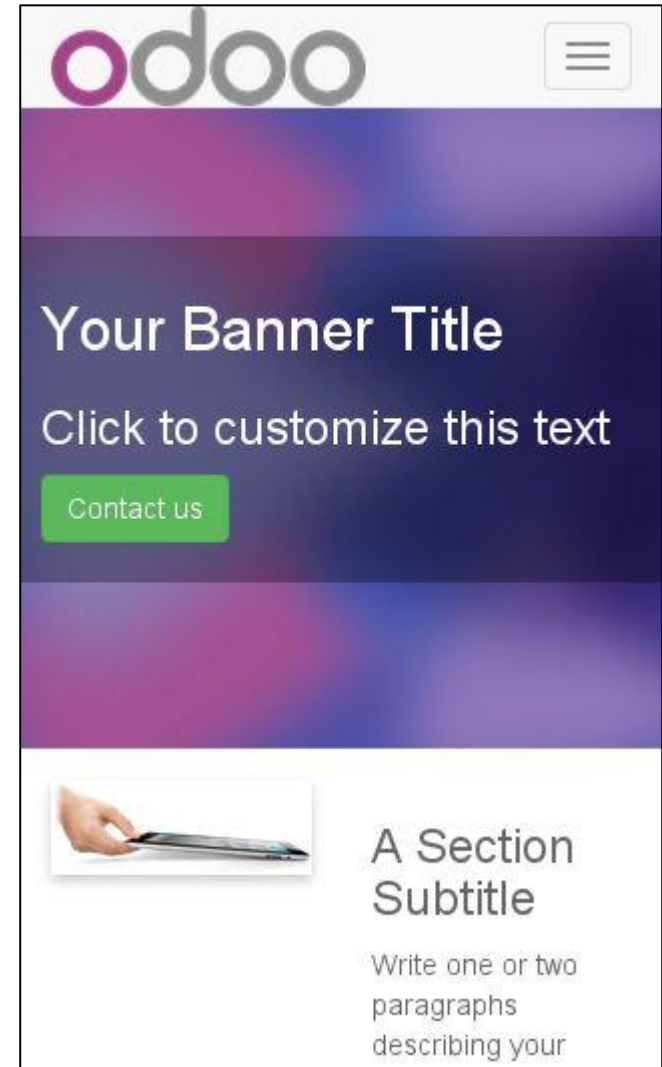 odoo
Your Banner Title
Click to customize this text
Contact us
A Section
Subtitle
Write one or two
paragraphs
describing your